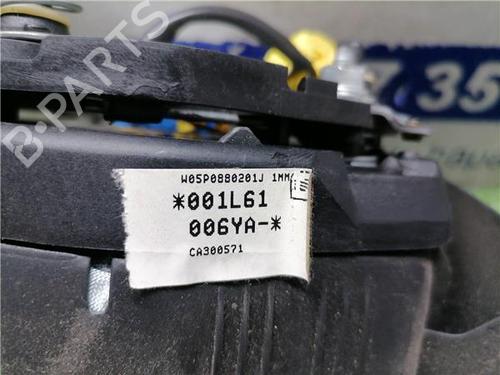 B-PARTS
W05P0880201J 1MM
*001L61
006YA-*
CA300571
7.35